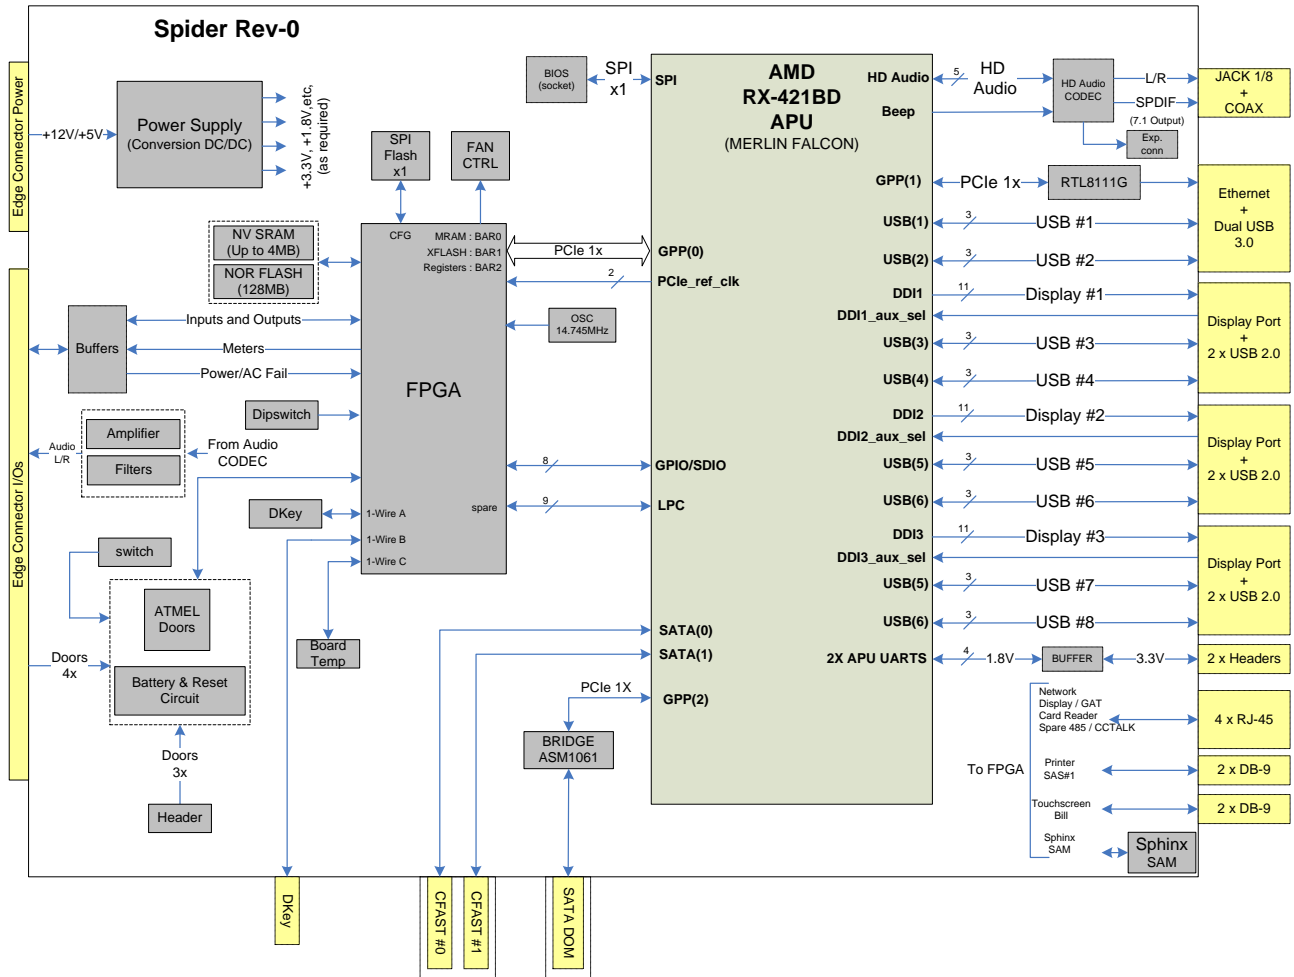 Spider Rev-0
Edge Connector Power
+12V/+5V
Power Supply
(Conversion DC/DC)
+3.3V, +1.8V,etc,
(as required)
BIOS
(socket)
SPI
x1
SPI
AMD
RX-421BD
APU
(MERLIN FALCON)
HD Audio
5
HD
Audio
HD Audio
CODEC
L/R
SPDIF
(7.1 Output)
JACK 1/8
+
COAX
Beep
Exp.
conn
SPI
Flash
x1
FAN
CTRL
GPP(1)
PCIe 1x
RTL8111G
Ethernet
+
Dual USB
3.0
USB(1)
3
USB #1
USB(2)
3
USB #2
NV SRAM
(Up to 4MB)
NOR FLASH
(128MB)
CFG
MRAM : BAR0
XFLASH : BAR1
Registers : BAR2
PCIe 1x
GPP(0)
2
PCIe_ref_clk
OSC
14.745MHz
DDI1
11
Display #1
DDI1_aux_sel
USB(3)
3
USB #3
USB(4)
3
USB #4
Display Port
+
2 x USB 2.0
Edge Connector I/Os
Buffers
Inputs and Outputs
Meters
Power/AC Fail
FPGA
Dipswitch
DDI2
11
Display #2
DDI2_aux_sel
USB(5)
3
USB #5
USB(6)
3
USB #6
Display Port
+
2 x USB 2.0
Audio
L/R
Amplifier
Filters
From Audio
CODEC
8
GPIO/SDIO
spare
9
LPC
DKey
1-Wire A
1-Wire B
1-Wire C
DDI3
11
Display #3
DDI3_aux_sel
USB(5)
3
USB #7
USB(6)
3
USB #8
Display Port
+
2 x USB 2.0
switch
ATMEL
Doors
Battery & Reset
Circuit
Doors
4x
Doors
3x
Header
Board
Temp
SATA(0)
SATA(1)
PCIe 1X
GPP(2)
BRIDGE
ASM1061
2X APU UARTS
4
1.8V
BUFFER
3.3V
2 x Headers
To FPGA
Network
Display / GAT
Card Reader
Spare 485 / CCTALK
4 x RJ-45
Printer
SAS#1
2 x DB-9
Touchscreen
Bill
2 x DB-9
Sphinx
SAM
Sphinx
SAM
DKey
CFAST #0
CFAST #1
SATA DOM